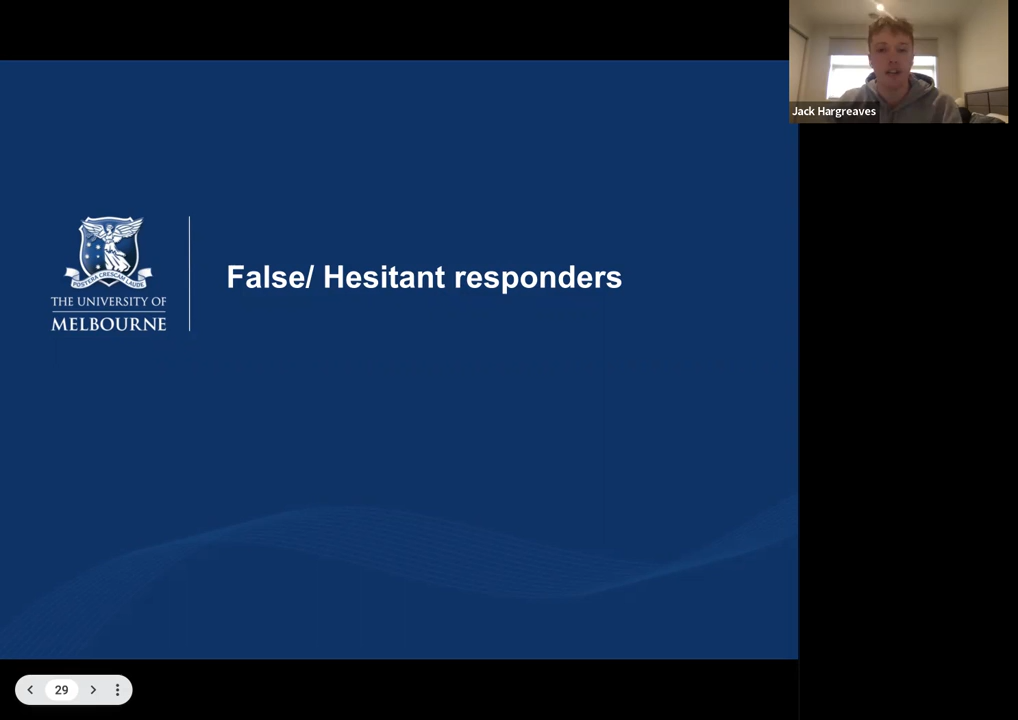 Jack Hargreaves
POSTERA CRESCAM LAUDE
THE UNIVERSITY OF
MELBOURNE
False/ Hesitant responders
29